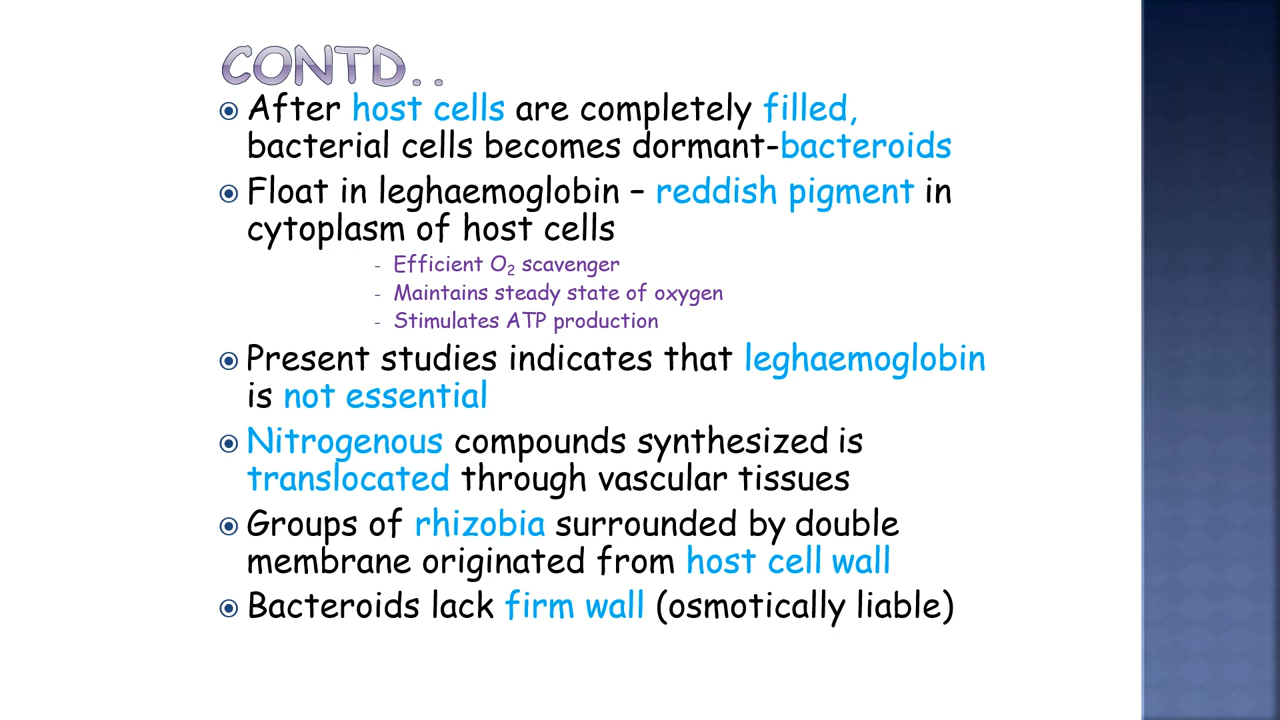 CONTD..
After host cells are completely filled,
bacterial cells becomes dormant-bacteroids
Float in leghaemoglobin – reddish pigment in
cytoplasm of host cells
- Efficient O₂ scavenger
- Maintains steady state of oxygen
- Stimulates ATP production
Present studies indicates that leghaemoglobin
is not essential
Nitrogenous compounds synthesized is
translocated through vascular tissues
Groups of rhizobia surrounded by double
membrane originated from host cell wall
Bacteroids lack firm wall (osmotically liable)